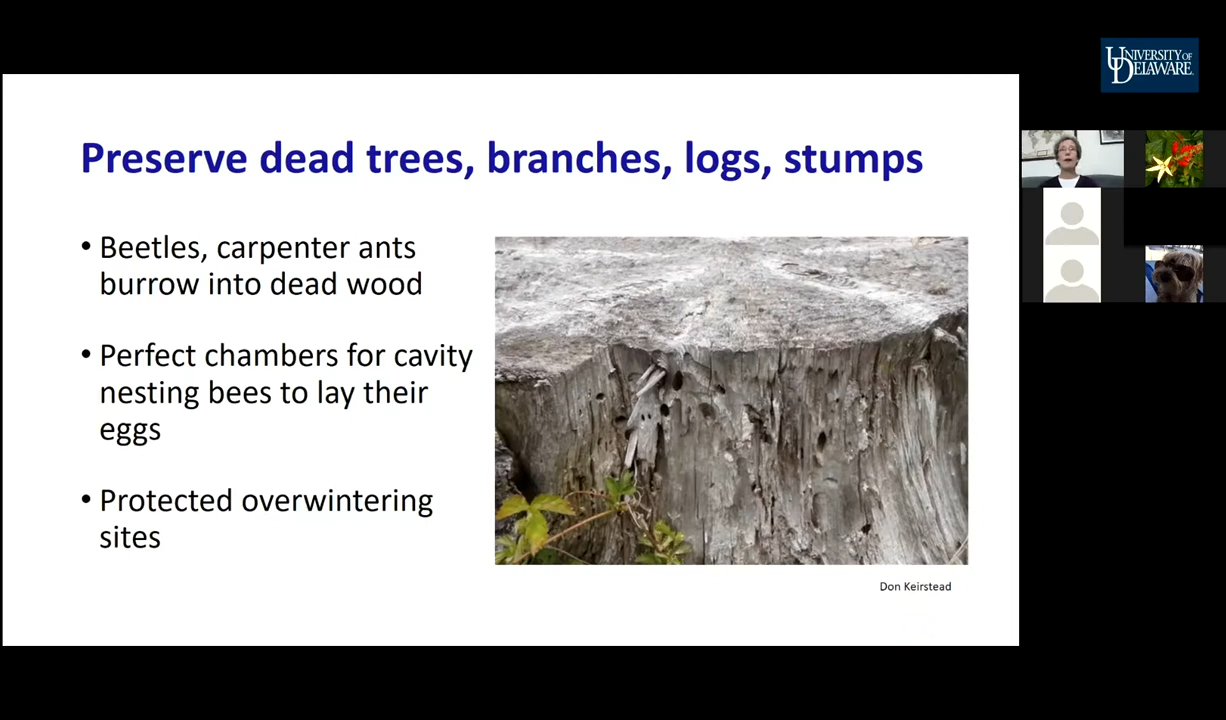 UNIVERSITY OF
DELAWARE
Preserve dead trees, branches, logs, stumps
• Beetles, carpenter ants
burrow into dead wood
• Perfect chambers for cavity
nesting bees to lay their
eggs
• Protected overwintering
sites
Don Keirstead